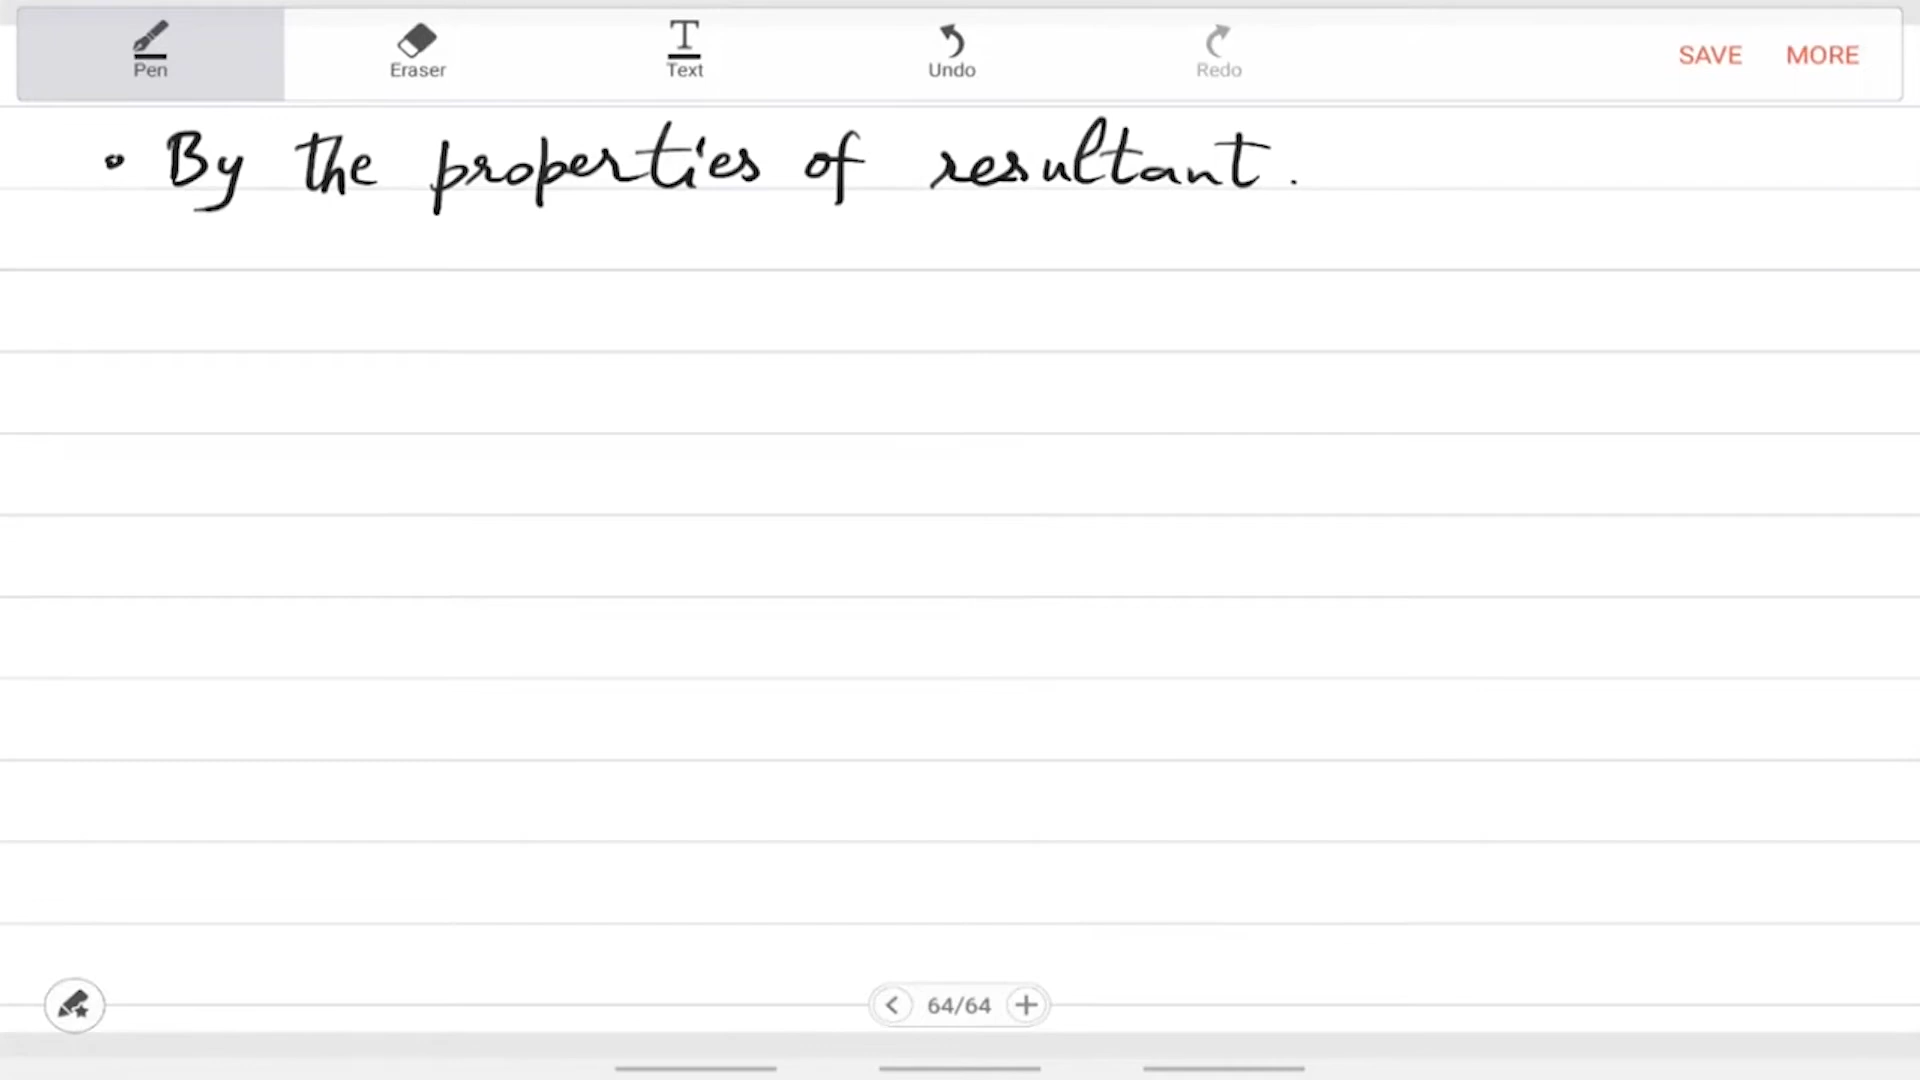 Pen Eraser Text Undo Redo SAVE MORE
• By the properties of resultant.
64/64